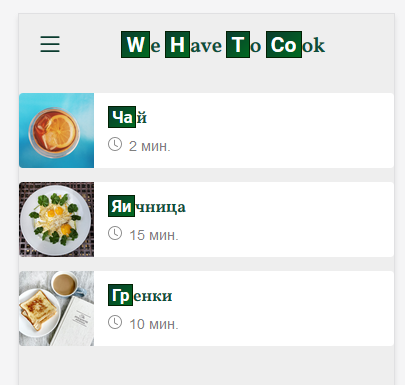 We Have To Cook
Чай
2 мин.
Яичница
15 мин.
Гренки
10 мин.